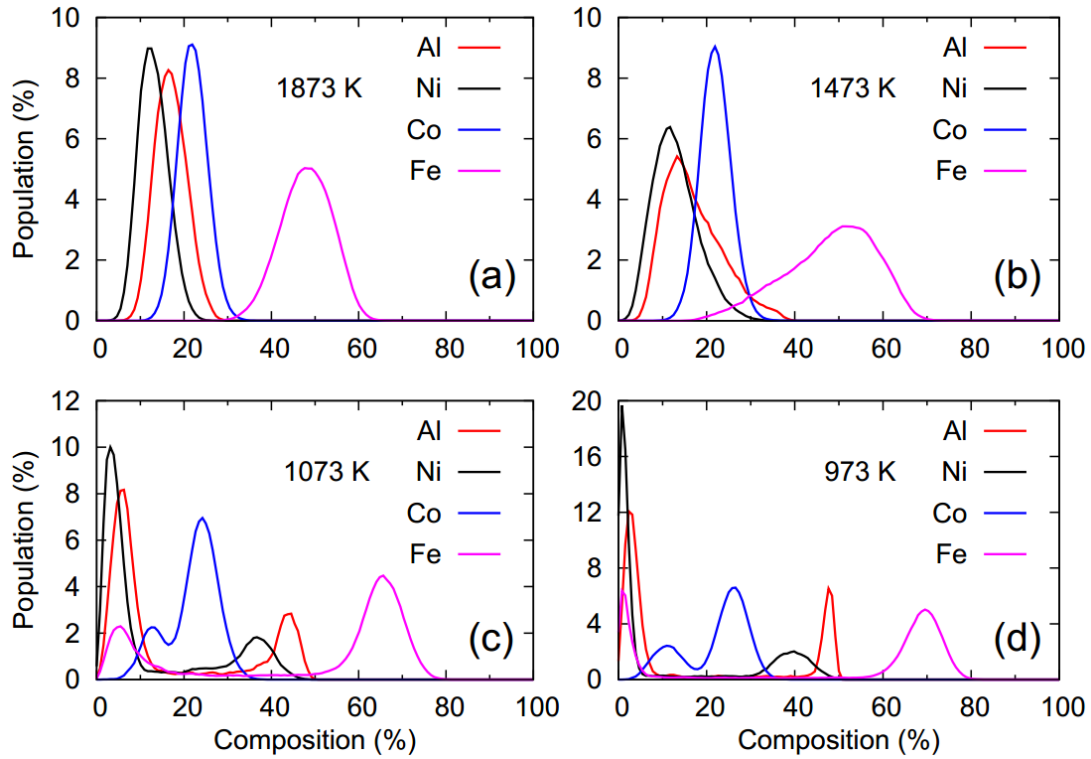 10
8
6
4
2
0
Population (%)
Al
Ni
Co
Fe
1873 K
(a)
0 20 40 60 80 100
10
8
6
4
2
0
Al
Ni
Co
Fe
1473 K
(b)
0 20 40 60 80 100
12
10
8
6
4
2
0
Population (%)
Al
Ni
Co
Fe
1073 K
(c)
0 20 40 60 80 100
Composition (%)
20
16
12
8
4
0
Al
Ni
Co
Fe
973 K
(d)
0 20 40 60 80 100
Composition (%)